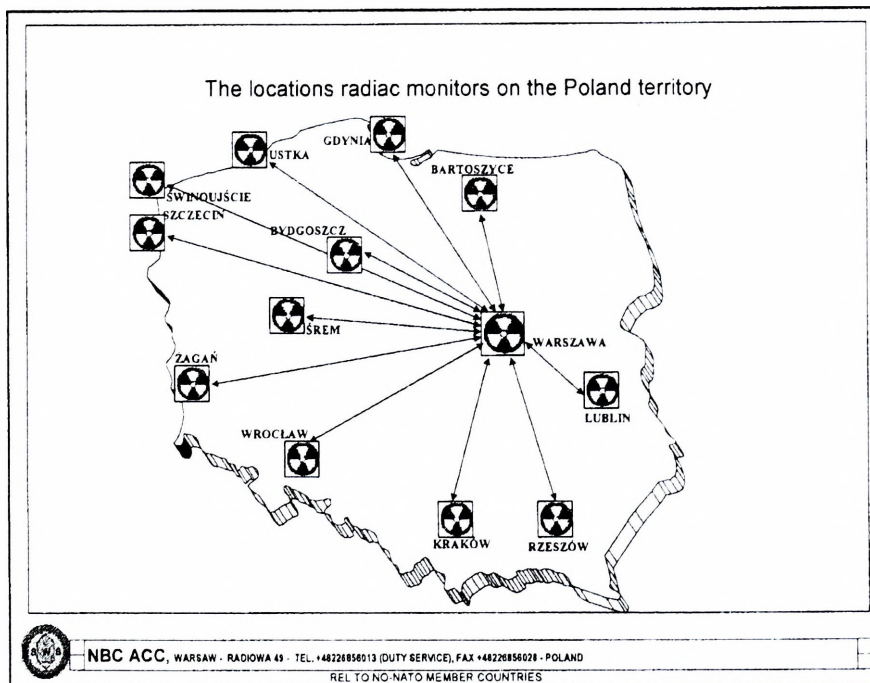 The locations radiac monitors on the Poland territory
GDYNIA
USTKA
BARTOSZYCE
ŚWINOUJŚCIE
SZCZECIN
BYDGOSZCZ
ŚREM
WARSZAWA
ŻAGAŃ
LUBLIN
WROCŁAW
KRAKÓW
RZESZÓW
NBC ACC, WARSAW - RADIOWA 49 - TEL. +48226856013 (DUTY SERVICE), FAX +48226856028 - POLAND
REL TO NO-NATO MEMBER COUNTRIES